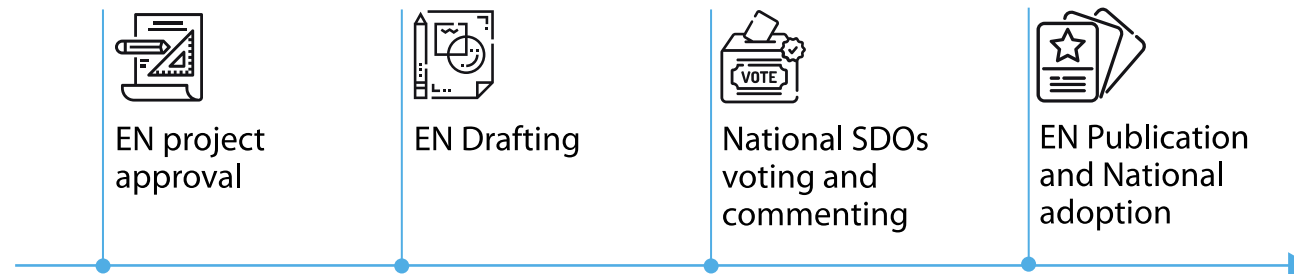 EN project
approval
EN Drafting
VOTE
National SDOs
voting and
commenting
EN Publication
and National
adoption